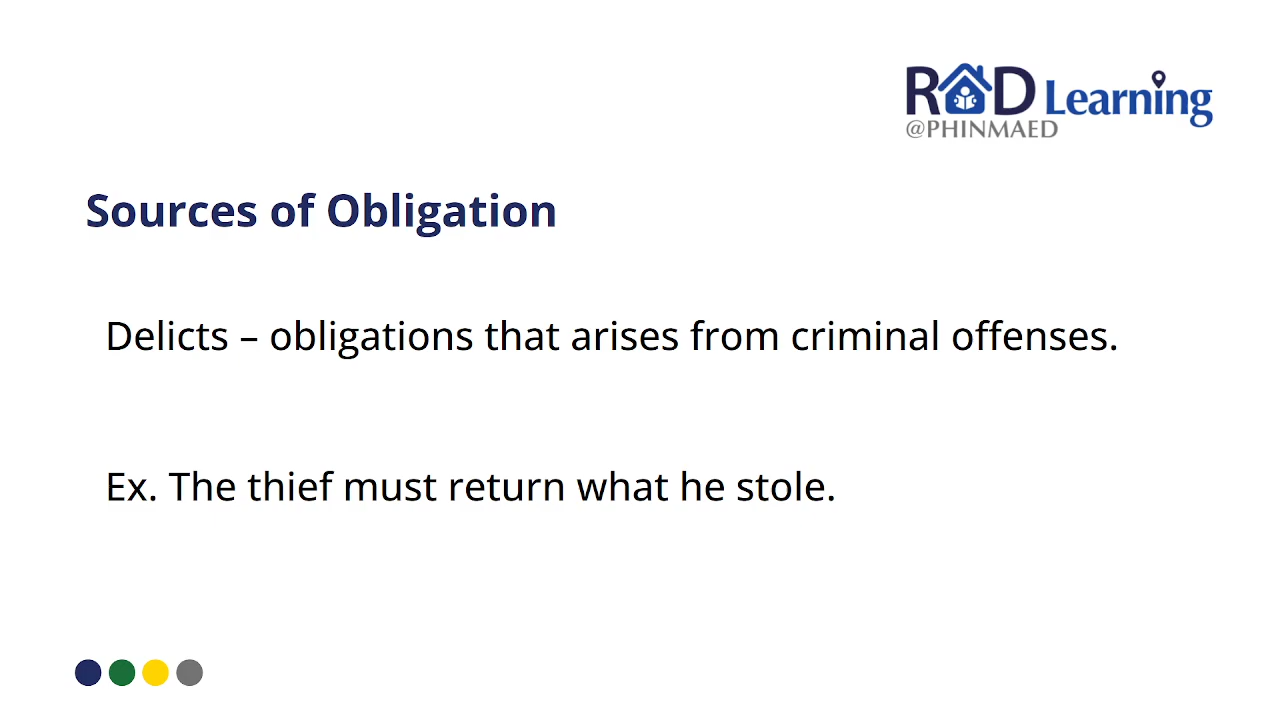 RAD Learning
@PHINMAED
Sources of Obligation
Delicts – obligations that arises from criminal offenses.
Ex. The thief must return what he stole.